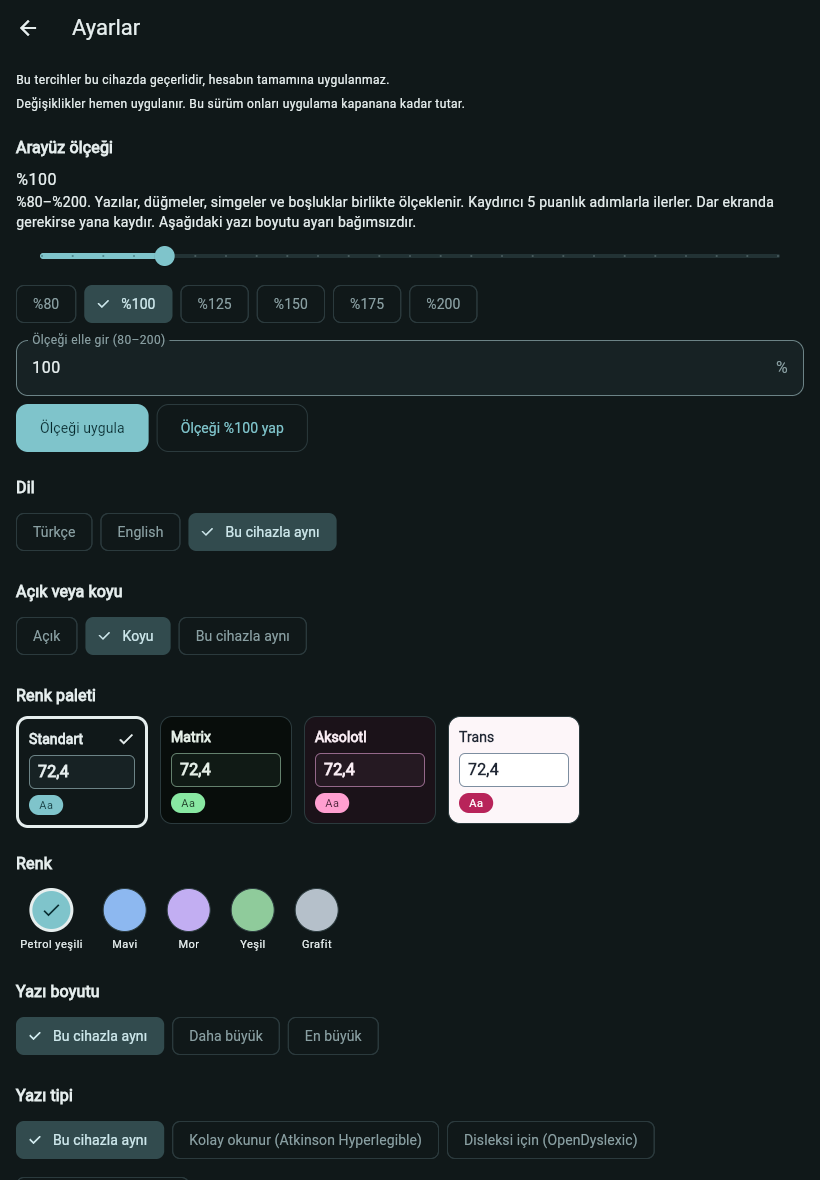 Ayarlar
Bu tercihler bu cihazda geçerlidir, hesabın tamamına uygulanmaz.
Değişiklikler hemen uygulanır. Bu sürüm onları uygulama kapanana kadar tutar.
Arayüz ölçeği
%100
%80–%200. Yazılar, düğmeler, simgeler ve boşluklar birlikte ölçeklenir. Kaydırıcı 5 puanlık adımlarla ilerler. Dar ekranda
gerekirse yana kaydır. Aşağıdaki yazı boyutu ayarı bağımsızdır.
%80 %100 %125 %150 %175 %200
Ölçeği elle gir (80–200)
100 %
Ölçeği uygula Ölçeği %100 yap
Dil
Türkçe English Bu cihazla aynı
Açık veya koyu
Açık Koyu Bu cihazla aynı
Renk paleti
Standart Matrix Aksolotl Trans
72,4 72,4 72,4 72,4
Aa Aa Aa Aa
Renk
Petrol yeşili Mavi Mor Yeşil Grafit
Yazı boyutu
Bu cihazla aynı Daha büyük En büyük
Yazı tipi
Bu cihazla aynı Kolay okunur (Atkinson Hyperlegible) Disleksi için (OpenDyslexic)